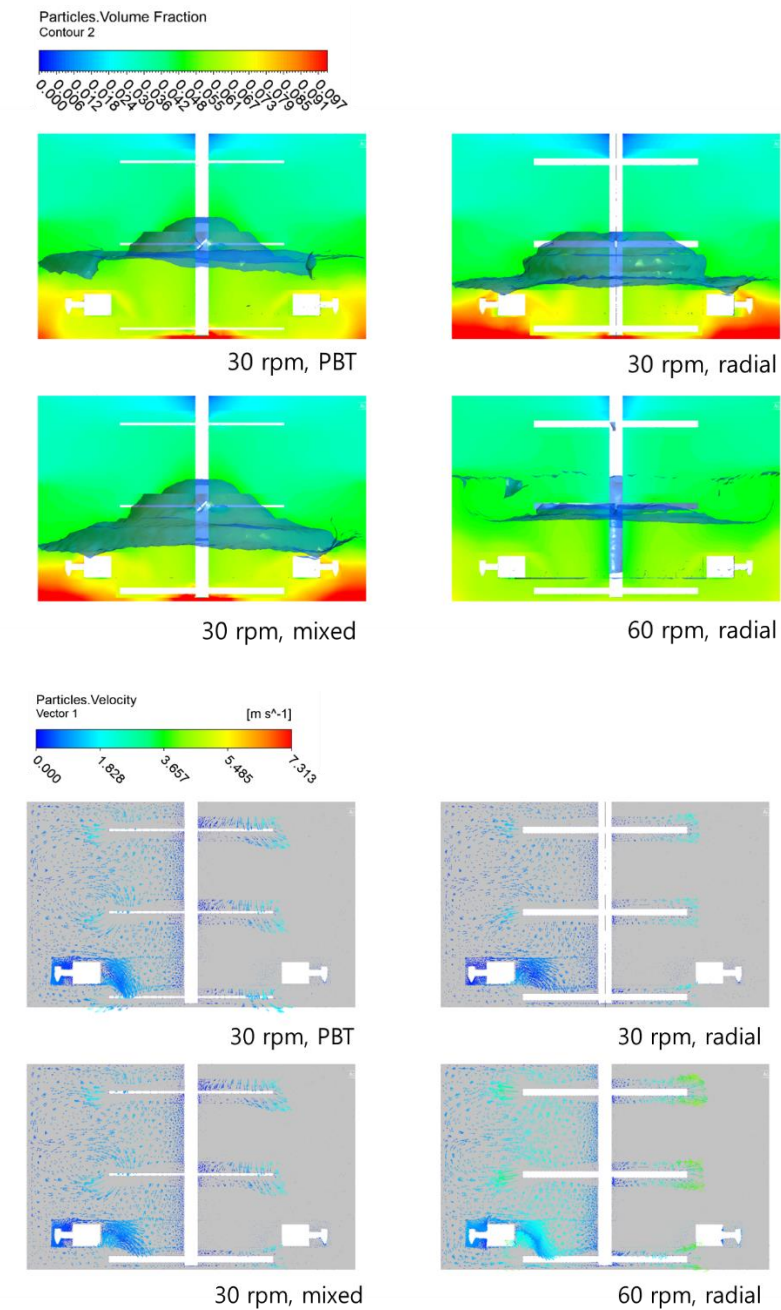 Particles.Volume Fraction
Contour 2
0.000 0.006 0.012 0.018 0.024 0.030 0.036 0.042 0.048 0.055 0.061 0.067 0.073 0.079 0.085 0.091 0.097
30 rpm, PBT
30 rpm, radial
30 rpm, mixed
60 rpm, radial
Particles.Velocity
Vector 1
[m s^-1]
0.000 1.828 3.657 5.485 7.313
30 rpm, PBT
30 rpm, radial
30 rpm, mixed
60 rpm, radial